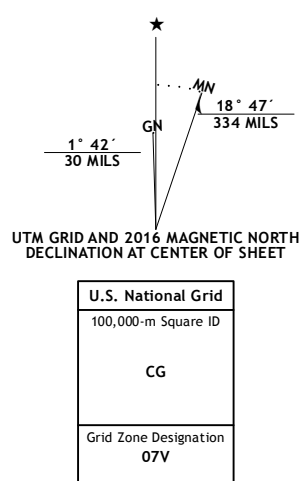 ★
MN
GN
18° 47´
334 MILS
1° 42´
30 MILS
UTM GRID AND 2016 MAGNETIC NORTH
DECLINATION AT CENTER OF SHEET
U.S. National Grid
100,000-m Square ID
CG
Grid Zone Designation
07V